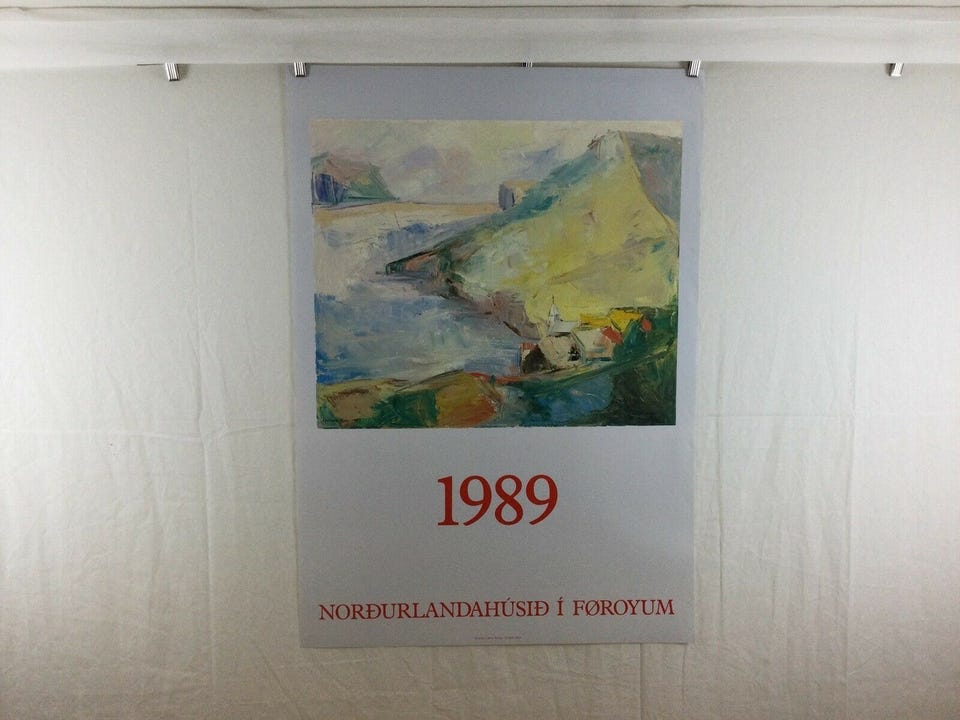 1989
NORÐURLANDAHÚSIÐ Í FØROYUM